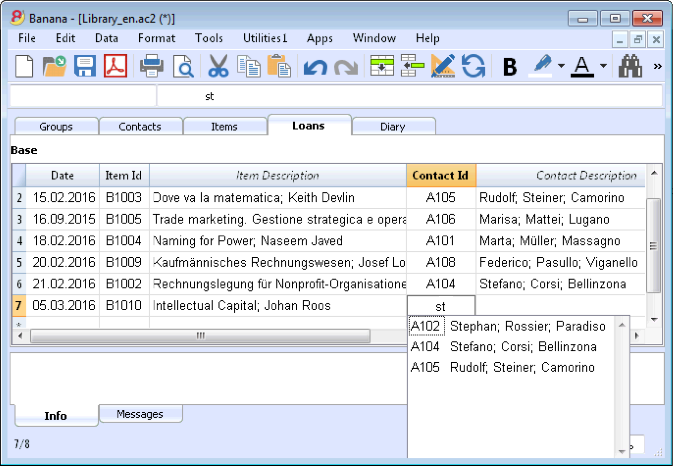 Banana - [Library_en.ac2 (*)]
File Edit Data Format Tools Utilities1 Apps Window Help
B A »
st
Groups Contacts Items Loans Diary
Base
Date Item Id Item Description Contact Id Contact Description
2 15.02.2016 B1003 Dove va la matematica; Keith Devlin A105 Rudolf; Steiner; Camorino
3 16.09.2015 B1005 Trade marketing. Gestione strategica e opera A106 Marisa; Mattei; Lugano
4 18.02.2016 B1004 Naming for Power; Naseem Javed A101 Marta; Müller; Massagno
5 20.02.2016 B1009 Kaufmännisches Rechnungswesen; Josef Lo A108 Federico; Pasullo; Viganello
6 21.02.2016 B1002 Rechnungslegung für Nonprofit-Organisatione A104 Stefano; Corsi; Bellinzona
7 05.03.2016 B1010 Intellectual Capital; Johan Roos st
*
A102 Stephan; Rossier; Paradiso
A104 Stefano; Corsi; Bellinzona
A105 Rudolf; Steiner; Camorino
Info Messages
7/8